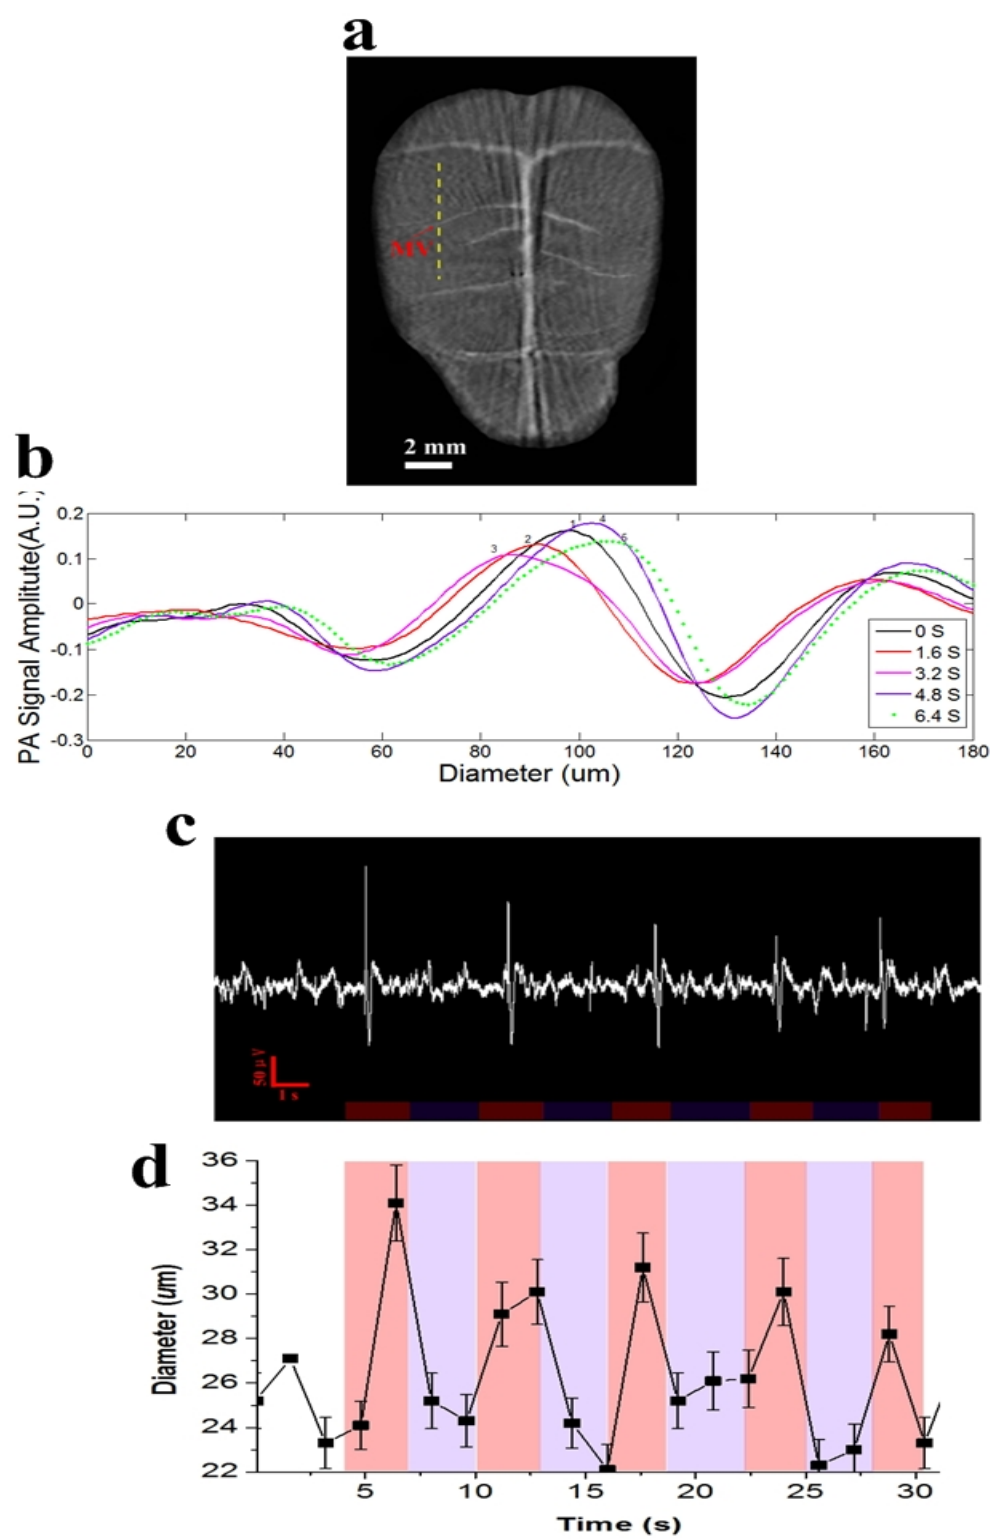 a
MV
2 mm
b
PA Signal Amplitute(A.U.)
0.2
0.1
0
-0.1
-0.2
-0.3
1
2
3
4
0 S
1.6 S
3.2 S
4.8 S
6.4 S
0 20 40 60 80 100 120 140 160 180
Diameter (um)
c
50 μV
1 s
d
Diameter (um)
36
34
32
30
28
26
24
22
5 10 15 20 25 30
Time (s)